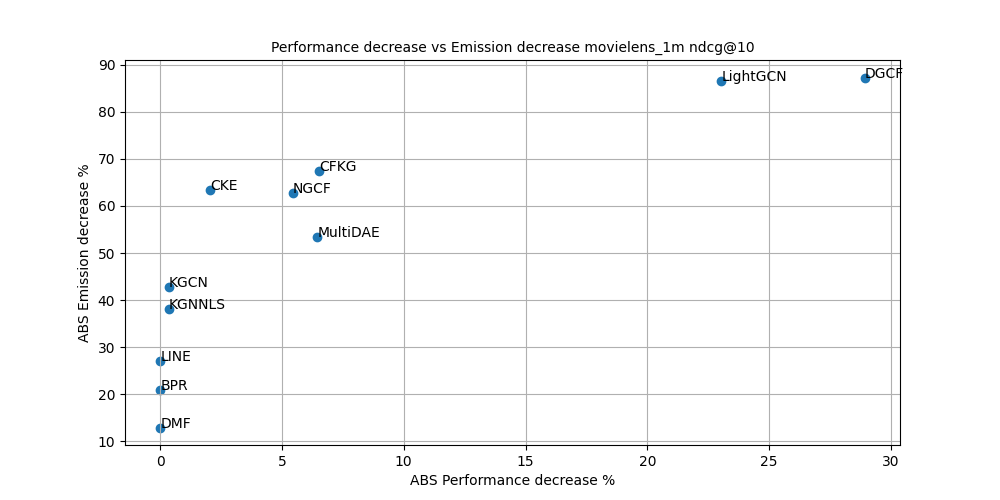 Performance decrease vs Emission decrease movielens_1m ndcg@10
90
LightGCN
DGCF
80
70
CFKG
CKE
NGCF
60
MultiDAE
50
KGCN
40
KGNNLS
30
LINE
BPR
20
DMF
10
ABS Emission decrease %
0 5 10 15 20 25 30
ABS Performance decrease %